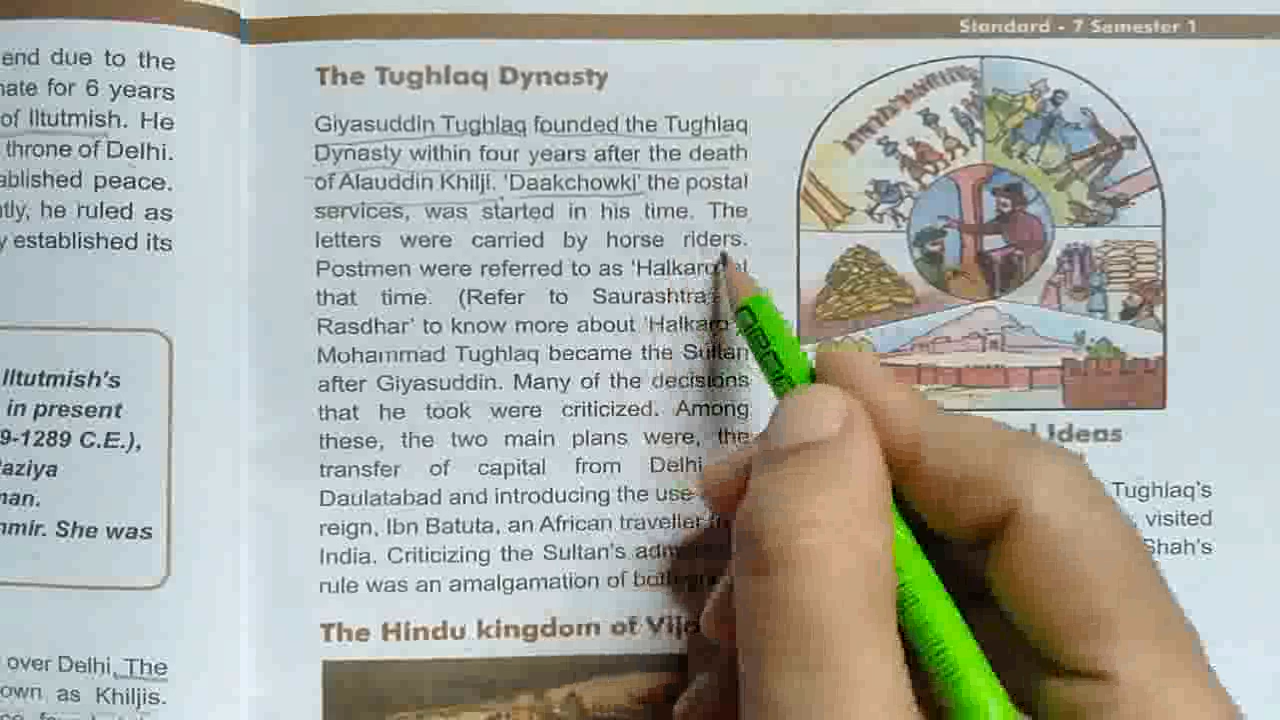 Standard - 7 Semester 1
end due to the
nate for 6 years
of Iltutmish. He
throne of Delhi.
ablished peace.
ntly, he ruled as
y established its
Iltutmish's
in present
9-1289 C.E.),
Raziya
man.
hmir. She was
over Delhi. The
own as Khiljis.
The Tughlaq Dynasty
Giyasuddin Tughlaq founded the Tughlaq
Dynasty within four years after the death
of Alauddin Khilji. 'Daakchowki' the postal
services, was started in his time. The
letters were carried by horse riders.
Postmen were referred to as 'Halkaru' at
that time. (Refer to Saurashtra
Rasdhar' to know more about 'Halkaru
Mohammad Tughlaq became the Sultan
after Giyasuddin. Many of the decisions
that he took were criticized. Among
these, the two main plans were, the
transfer of capital from Delhi
Daulatabad and introducing the use
reign, Ibn Batuta, an African traveller
India. Criticizing the Sultan's adm
rule was an amalgamation of both
The Hindu kingdom of Vija
Ideas
Tughlaq's
visited
Shah's